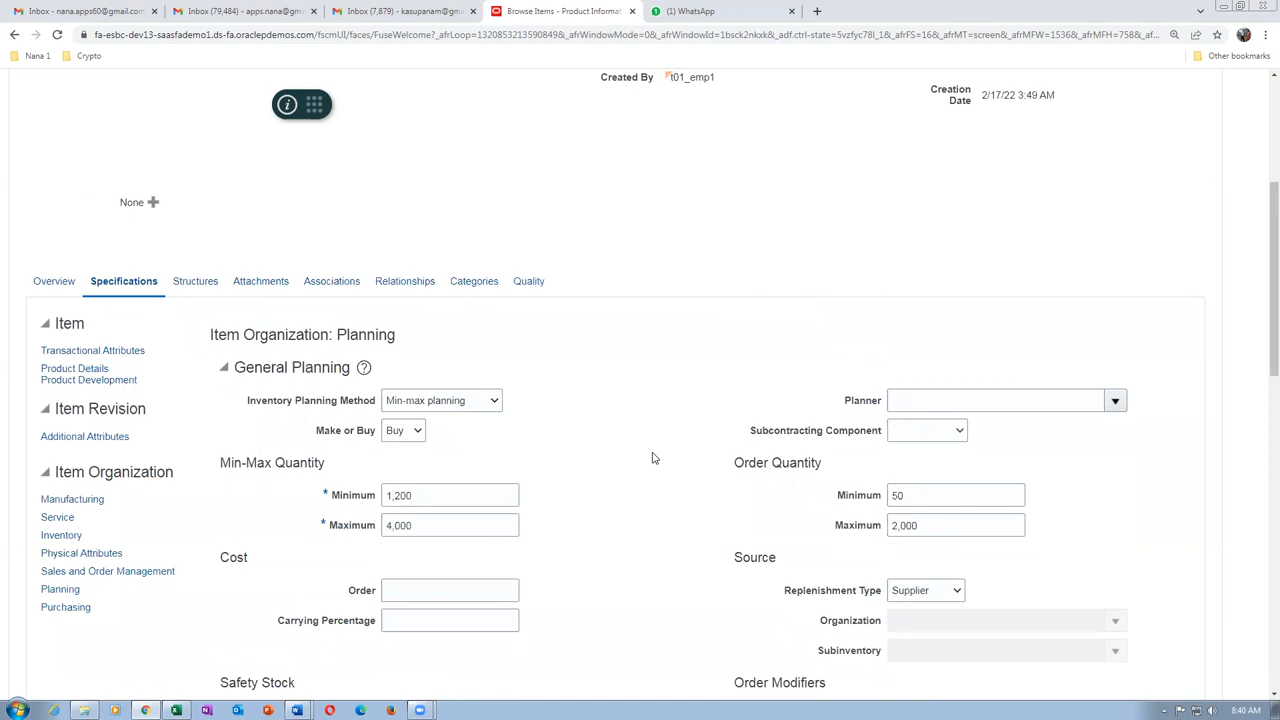 Inbox - nana.apps60@gmail.com
Inbox (79,484) - apps.nana@gm
Inbox (7,879) - kasupanam@gm
Browse Items - Product Informat
(1) WhatsApp
fa-esbc-dev13-saasfademo1.ds-fa.oraclepdemos.com/fscmUI/faces/FuseWelcome?_afrLoop=13208532135908498&_afrWindowMode=0&_afrWindowId=1bsck2nkxk&_adf.ctrl-state=5vzfyc78l_1&_afrFS=16&_afrMT=screen&_afrMFW=1536&_afrMFH=758&_af...
Nana 1
Crypto
Other bookmarks
Created By t01_emp1
Creation Date 2/17/22 3:49 AM
None
Overview Specifications Structures Attachments Associations Relationships Categories Quality
Item
Transactional Attributes
Product Details
Product Development
Item Revision
Additional Attributes
Item Organization
Manufacturing
Service
Inventory
Physical Attributes
Sales and Order Management
Planning
Purchasing
Item Organization: Planning
General Planning ?
Inventory Planning Method Min-max planning
Planner
Make or Buy Buy
Subcontracting Component
Min-Max Quantity
Order Quantity
* Minimum 1,200
Minimum 50
* Maximum 4,000
Maximum 2,000
Cost
Source
Order
Replenishment Type Supplier
Carrying Percentage
Organization
Subinventory
Safety Stock
Order Modifiers
8:40 AM